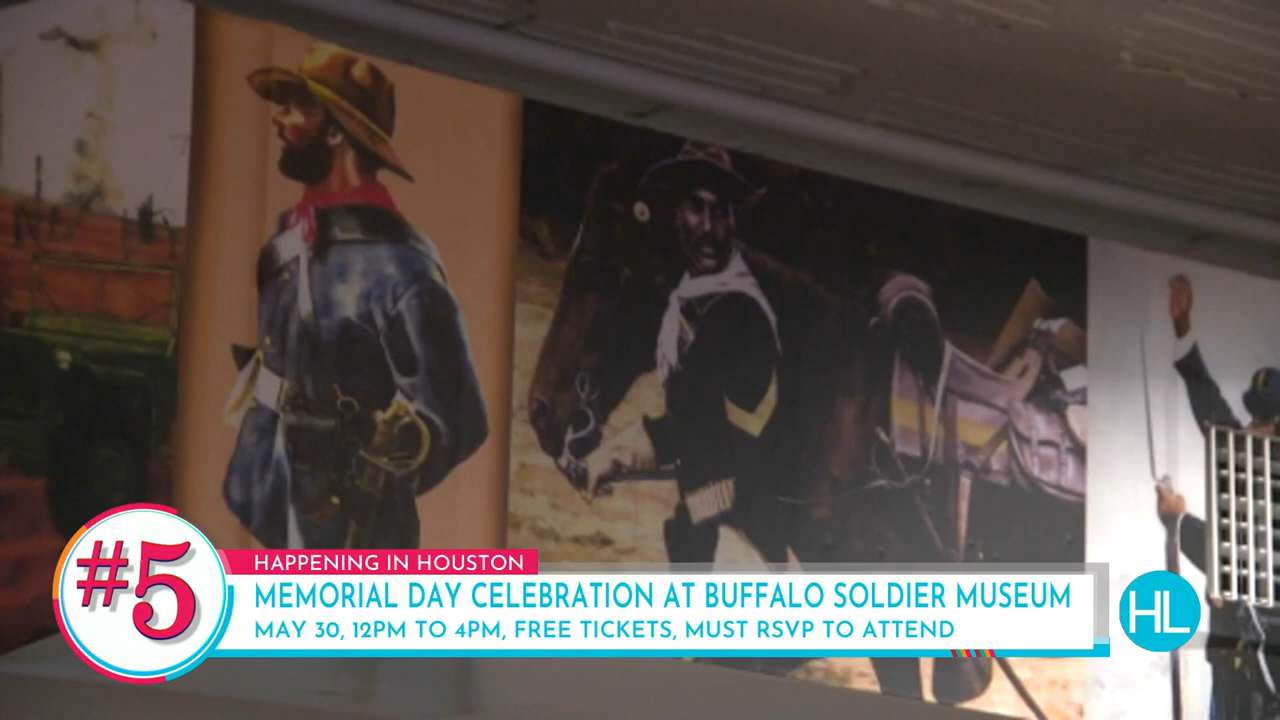 #5
HAPPENING IN HOUSTON
MEMORIAL DAY CELEBRATION AT BUFFALO SOLDIER MUSEUM
MAY 30, 12PM TO 4PM, FREE TICKETS, MUST RSVP TO ATTEND
HL